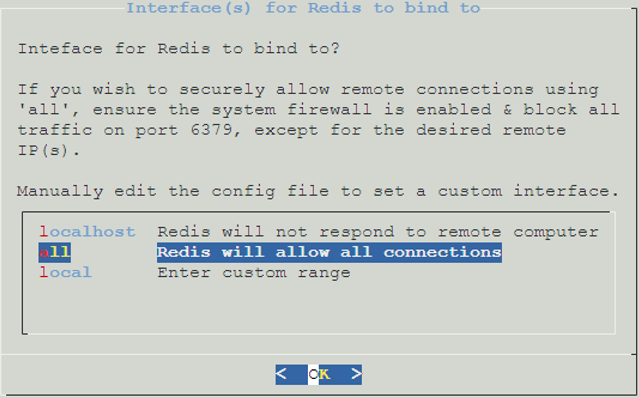 Interface(s) for Redis to bind to
Inteface for Redis to bind to?
If you wish to securely allow remote connections using
'all', ensure the system firewall is enabled & block all
traffic on port 6379, except for the desired remote
IP(s).
Manually edit the config file to set a custom interface.
localhost Redis will not respond to remote computer
all Redis will allow all connections
local Enter custom range
< OK >